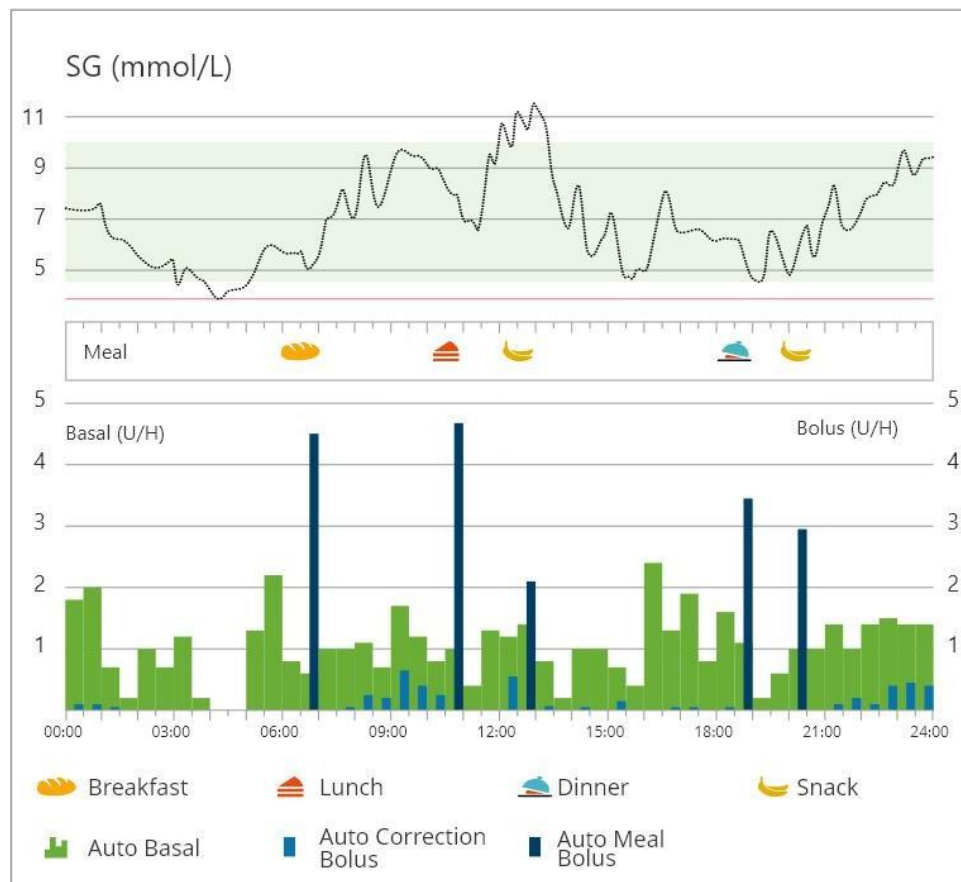 SG (mmol/L)
11
9
7
5
Meal
5 5
Basal (U/H) Bolus (U/H)
4 4
3 3
2 2
1 1
00:00 03:00 06:00 09:00 12:00 15:00 18:00 21:00 24:00
Breakfast Lunch Dinner Snack
Auto Basal Auto Correction Auto Meal
Bolus Bolus